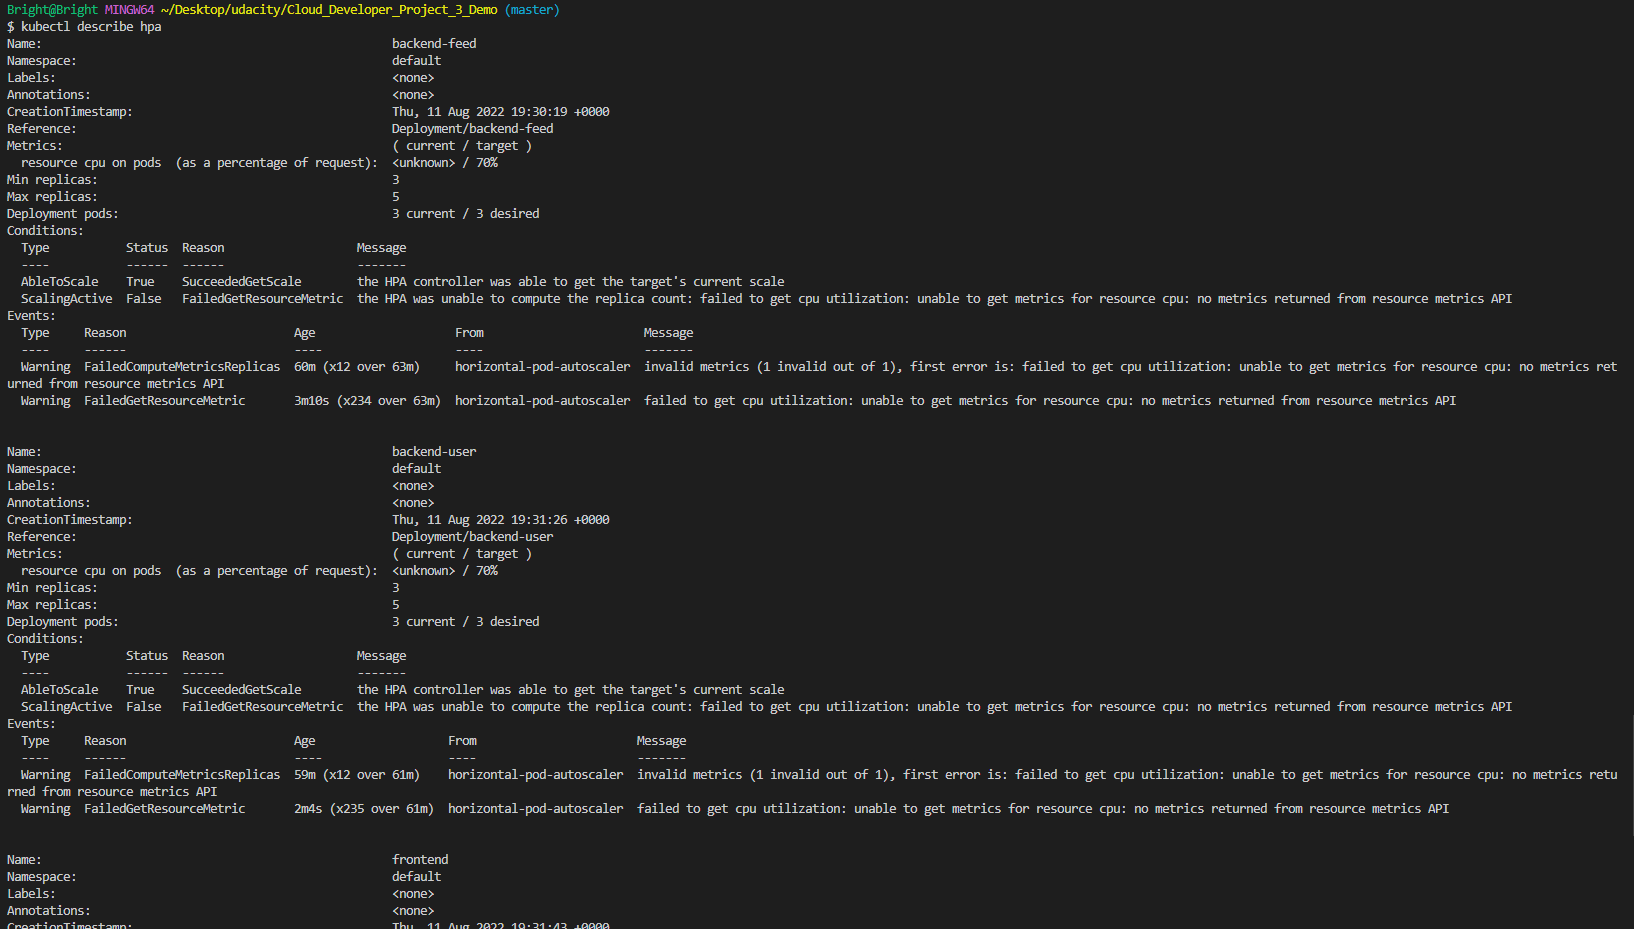 Bright@Bright MINGW64 ~/Desktop/udacity/Cloud_Developer_Project_3_Demo (master)
$ kubectl describe hpa
Name: backend-feed
Namespace: default
Labels: <none>
Annotations: <none>
CreationTimestamp: Thu, 11 Aug 2022 19:30:19 +0000
Reference: Deployment/backend-feed
Metrics: ( current / target )
resource cpu on pods (as a percentage of request): <unknown> / 70%
Min replicas: 3
Max replicas: 5
Deployment pods: 3 current / 3 desired
Conditions:
Type Status Reason Message
---- ------ ------ -------
AbleToScale True SucceededGetScale the HPA controller was able to get the target's current scale
ScalingActive False FailedGetResourceMetric the HPA was unable to compute the replica count: failed to get cpu utilization: unable to get metrics for resource cpu: no metrics returned from resource metrics API
Events:
Type Reason Age From Message
---- ------ ---- ---- -------
Warning FailedComputeMetricsReplicas 60m (x12 over 63m) horizontal-pod-autoscaler invalid metrics (1 invalid out of 1), first error is: failed to get cpu utilization: unable to get metrics for resource cpu: no metrics ret
urned from resource metrics API
Warning FailedGetResourceMetric 3m10s (x234 over 63m) horizontal-pod-autoscaler failed to get cpu utilization: unable to get metrics for resource cpu: no metrics returned from resource metrics API
Name: backend-user
Namespace: default
Labels: <none>
Annotations: <none>
CreationTimestamp: Thu, 11 Aug 2022 19:31:26 +0000
Reference: Deployment/backend-user
Metrics: ( current / target )
resource cpu on pods (as a percentage of request): <unknown> / 70%
Min replicas: 3
Max replicas: 5
Deployment pods: 3 current / 3 desired
Conditions:
Type Status Reason Message
---- ------ ------ -------
AbleToScale True SucceededGetScale the HPA controller was able to get the target's current scale
ScalingActive False FailedGetResourceMetric the HPA was unable to compute the replica count: failed to get cpu utilization: unable to get metrics for resource cpu: no metrics returned from resource metrics API
Events:
Type Reason Age From Message
---- ------ ---- ---- -------
Warning FailedComputeMetricsReplicas 59m (x12 over 61m) horizontal-pod-autoscaler invalid metrics (1 invalid out of 1), first error is: failed to get cpu utilization: unable to get metrics for resource cpu: no metrics retu
rned from resource metrics API
Warning FailedGetResourceMetric 2m4s (x235 over 61m) horizontal-pod-autoscaler failed to get cpu utilization: unable to get metrics for resource cpu: no metrics returned from resource metrics API
Name: frontend
Namespace: default
Labels: <none>
Annotations: <none>
CreationTimestamp: Thu, 11 Aug 2022 19:31:43 +0000